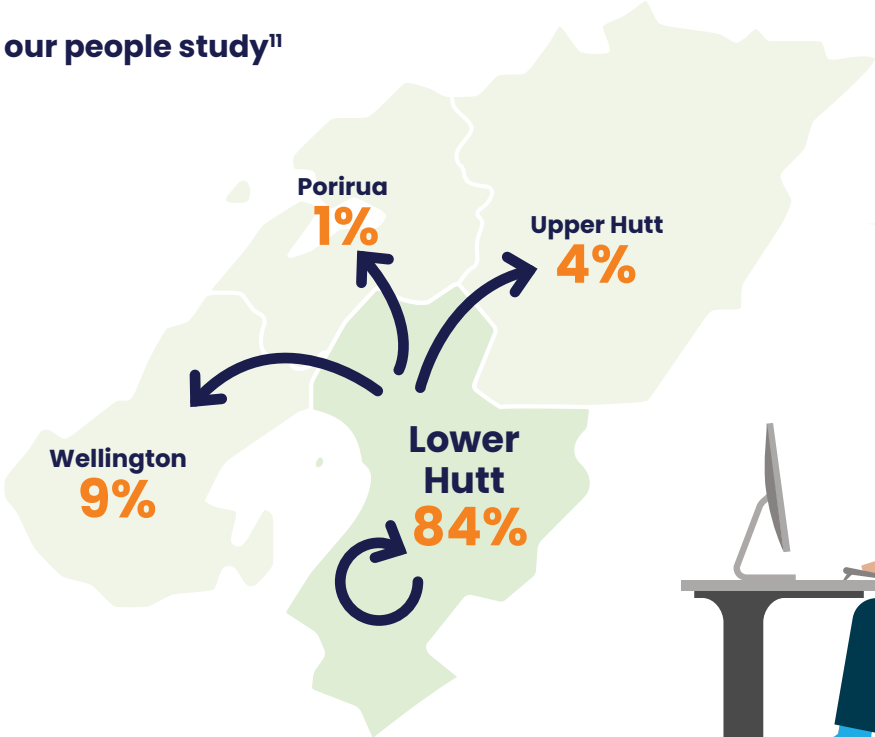 our people study¹¹
Porirua
1%
Upper Hutt
4%
Wellington
9%
Lower
Hutt
84%